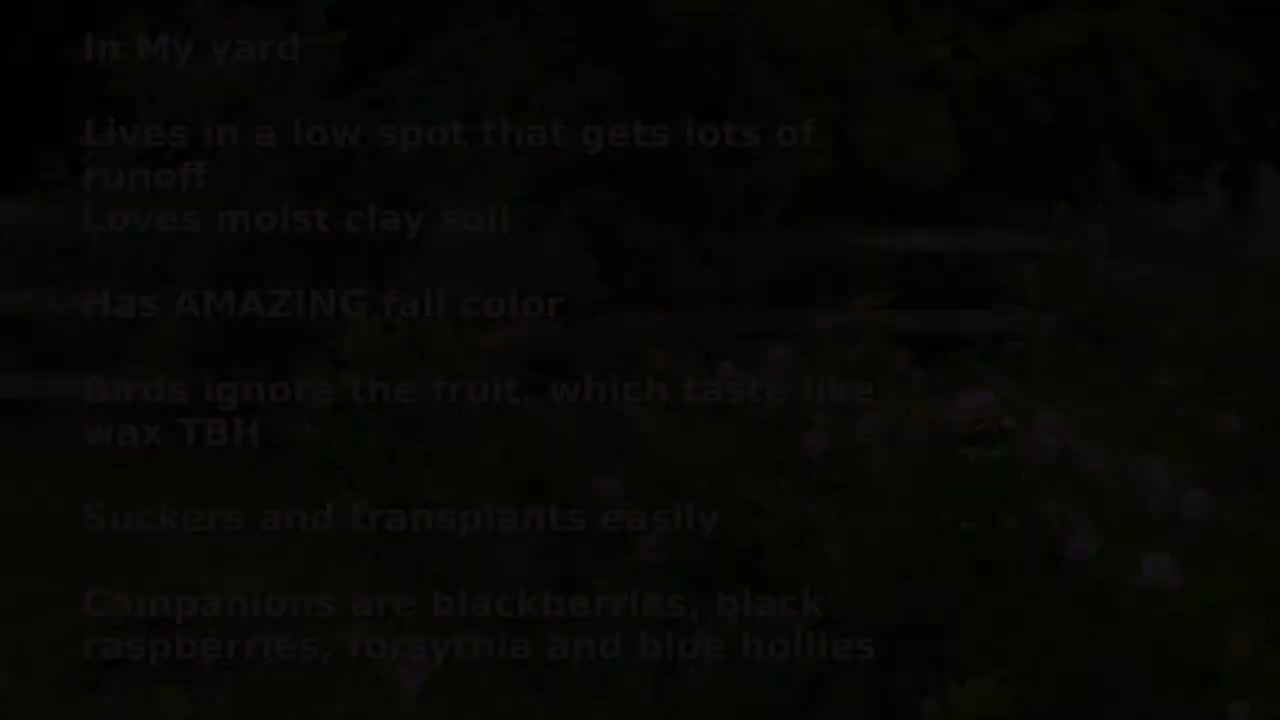 In My yard
Lives in a low spot that gets lots of
runoff
Loves moist clay soil
Has AMAZING fall color
Birds ignore the fruit, which taste like
wax TBH
Suckers and transplants easily
Companions are blackberries, black
raspberries, forsythia and blue hollies